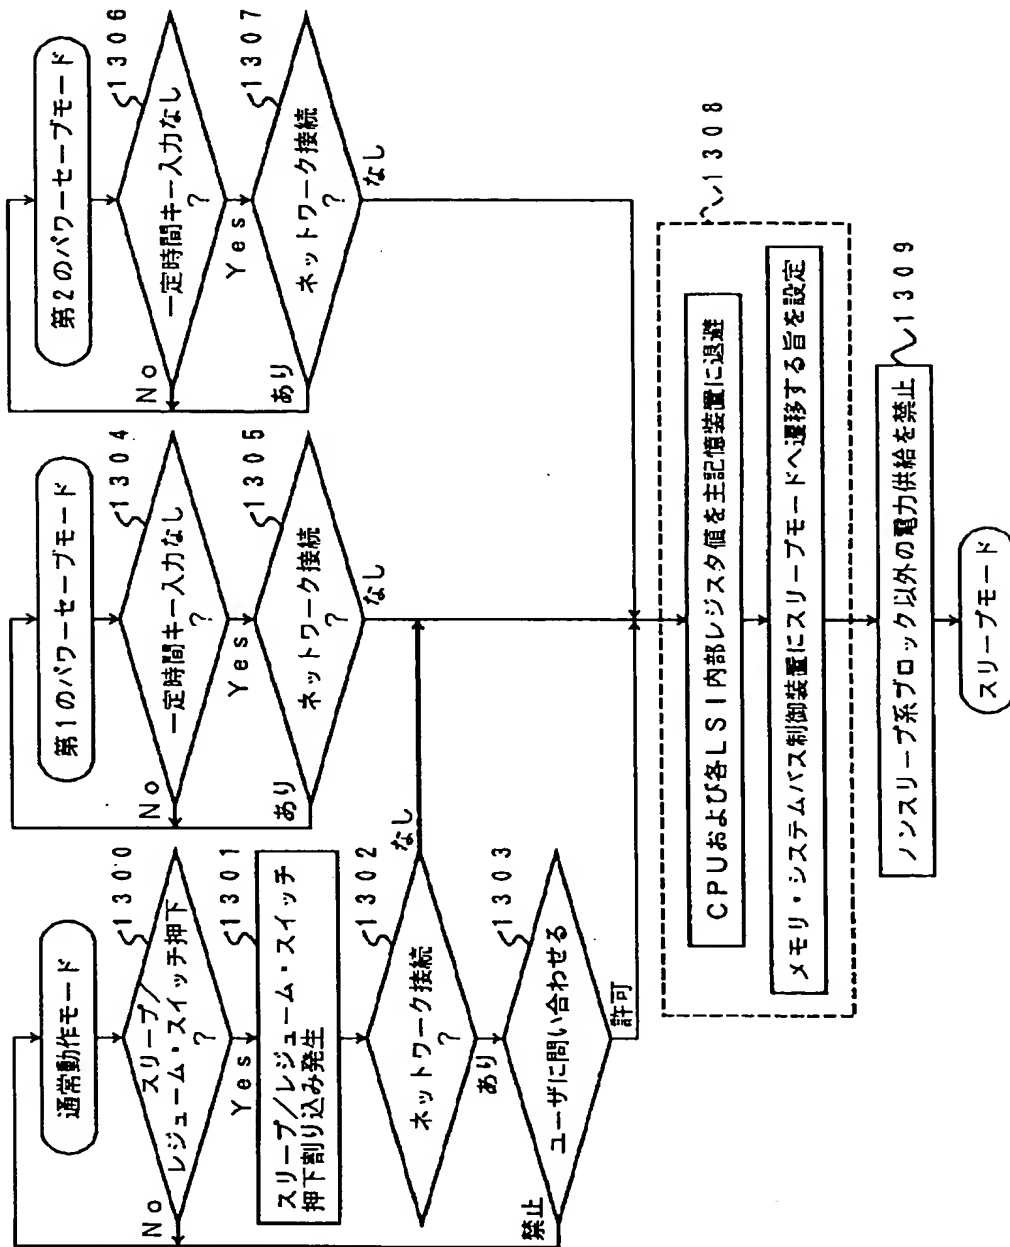 通常動作モード
スリープ/
レジューム・スイッチ押下
?
1300
No
Yes
スリープ/レジューム・スイッチ
押下割り込み発生
1301
ネットワーク接続
?
1302
なし
あり
ユーザに問い合わせる
1303
禁止
許可
第1のパワーセーブモード
一定時間キー入力なし
?
1304
No
Yes
ネットワーク接続
?
1305
あり
なし
第2のパワーセーブモード
一定時間キー入力なし
?
1306
No
Yes
ネットワーク接続
?
1307
あり
なし
CPUおよび各LSI内部レジスタ値を主記憶装置に退避
メモリ・システムバス制御装置にスリープモードへ遷移する旨を設定
1308
ノンスリープ系ブロック以外の電力供給を禁止
1309
スリープモード